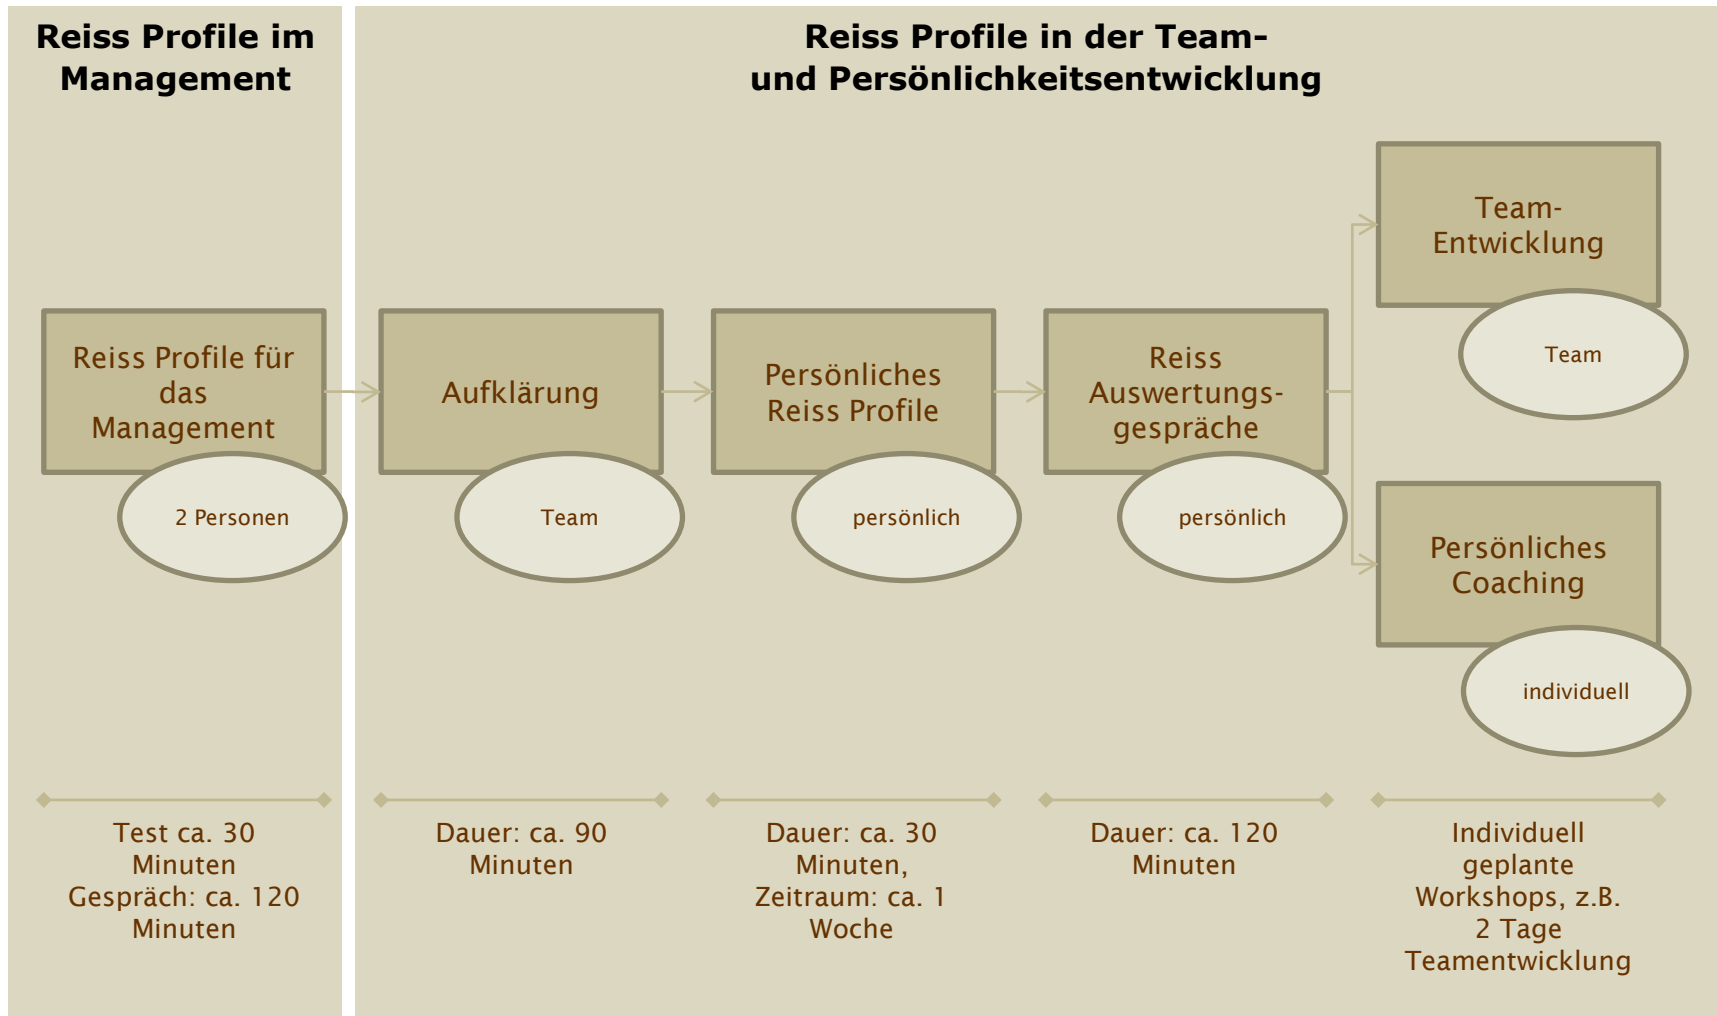 Reiss Profile im
Management
Reiss Profile in der Team-
und Persönlichkeitsentwicklung
Reiss Profile für
das
Management
2 Personen
Aufklärung
Team
Persönliches
Reiss Profile
persönlich
Reiss
Auswertungs-
gespräche
persönlich
Team-
Entwicklung
Team
Persönliches
Coaching
individuell
Test ca. 30
Minuten
Gespräch: ca. 120
Minuten
Dauer: ca. 90
Minuten
Dauer: ca. 30
Minuten,
Zeitraum: ca. 1
Woche
Dauer: ca. 120
Minuten
Individuell
geplante
Workshops, z.B.
2 Tage
Teamentwicklung